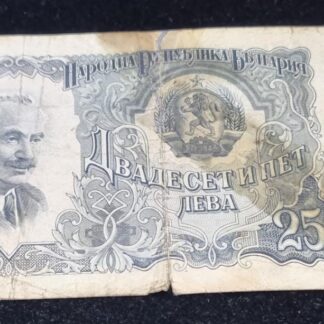 Народна Република България
Двадесет и пет
лева
25